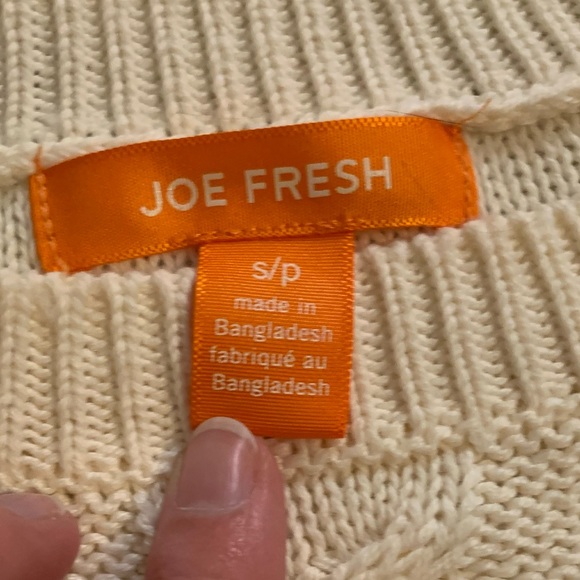 JOE FRESH
s/p
made in
Bangladesh
fabriqué au
Bangladesh